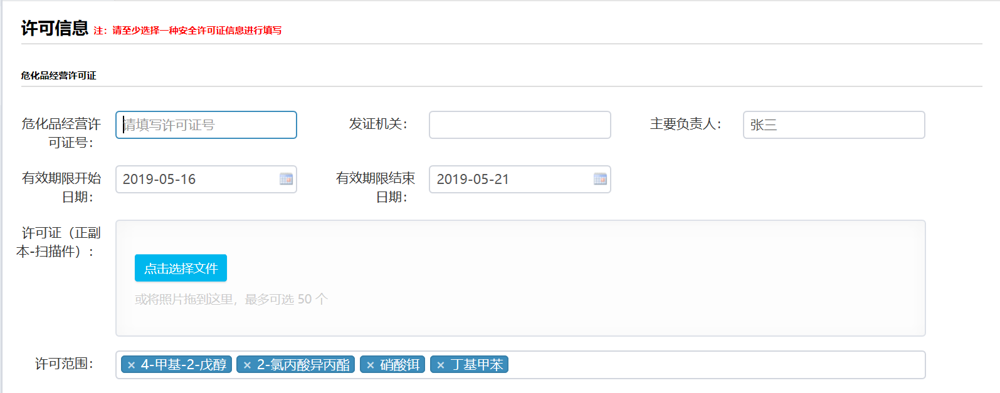 许可信息 注：请至少选择一种安全许可证信息进行填写
危化品经营许可证
危化品经营许
可证号：
请填写许可证号
发证机关：
主要负责人：
张三
有效期限开始
日期：
2019-05-16
有效期限结束
日期：
2019-05-21
许可证（正副
本-扫描件）：
点击选择文件
或将照片拖到这里，最多可选 50 个
许可范围：
× 4-甲基-2-戊醇 × 2-氯丙酸异丙酯 × 硝酸铒 × 丁基甲苯